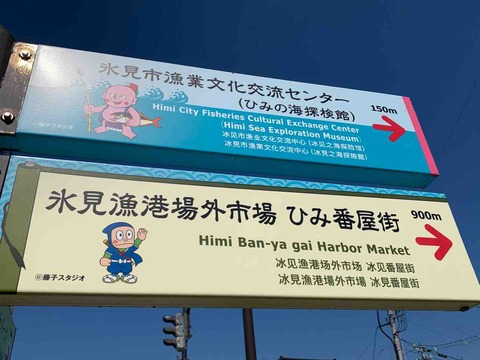 氷見市漁業文化交流センター
(ひみの海探検館)
150m
Himi City Fisheries Cultural Exchange Center
(Himi Sea Exploration Museum)
氷见市渔业文化交流中心 (氷见之海探险馆)
氷見市漁業文化交流中心 (氷見之海探險館)
©藤子スタジオ
氷見漁港場外市場 ひみ番屋街
900m
Himi Ban-ya gai Harbor Market
冰见渔港场外市场 冰见番屋街
冰見漁港場外市場 冰見番屋街
©藤子スタジオ